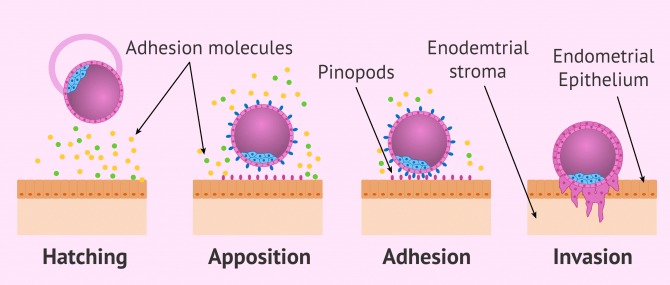 Adhesion molecules
Pinopods
Enodemtrial
stroma
Endometrial
Epithelium
Hatching
Apposition
Adhesion
Invasion